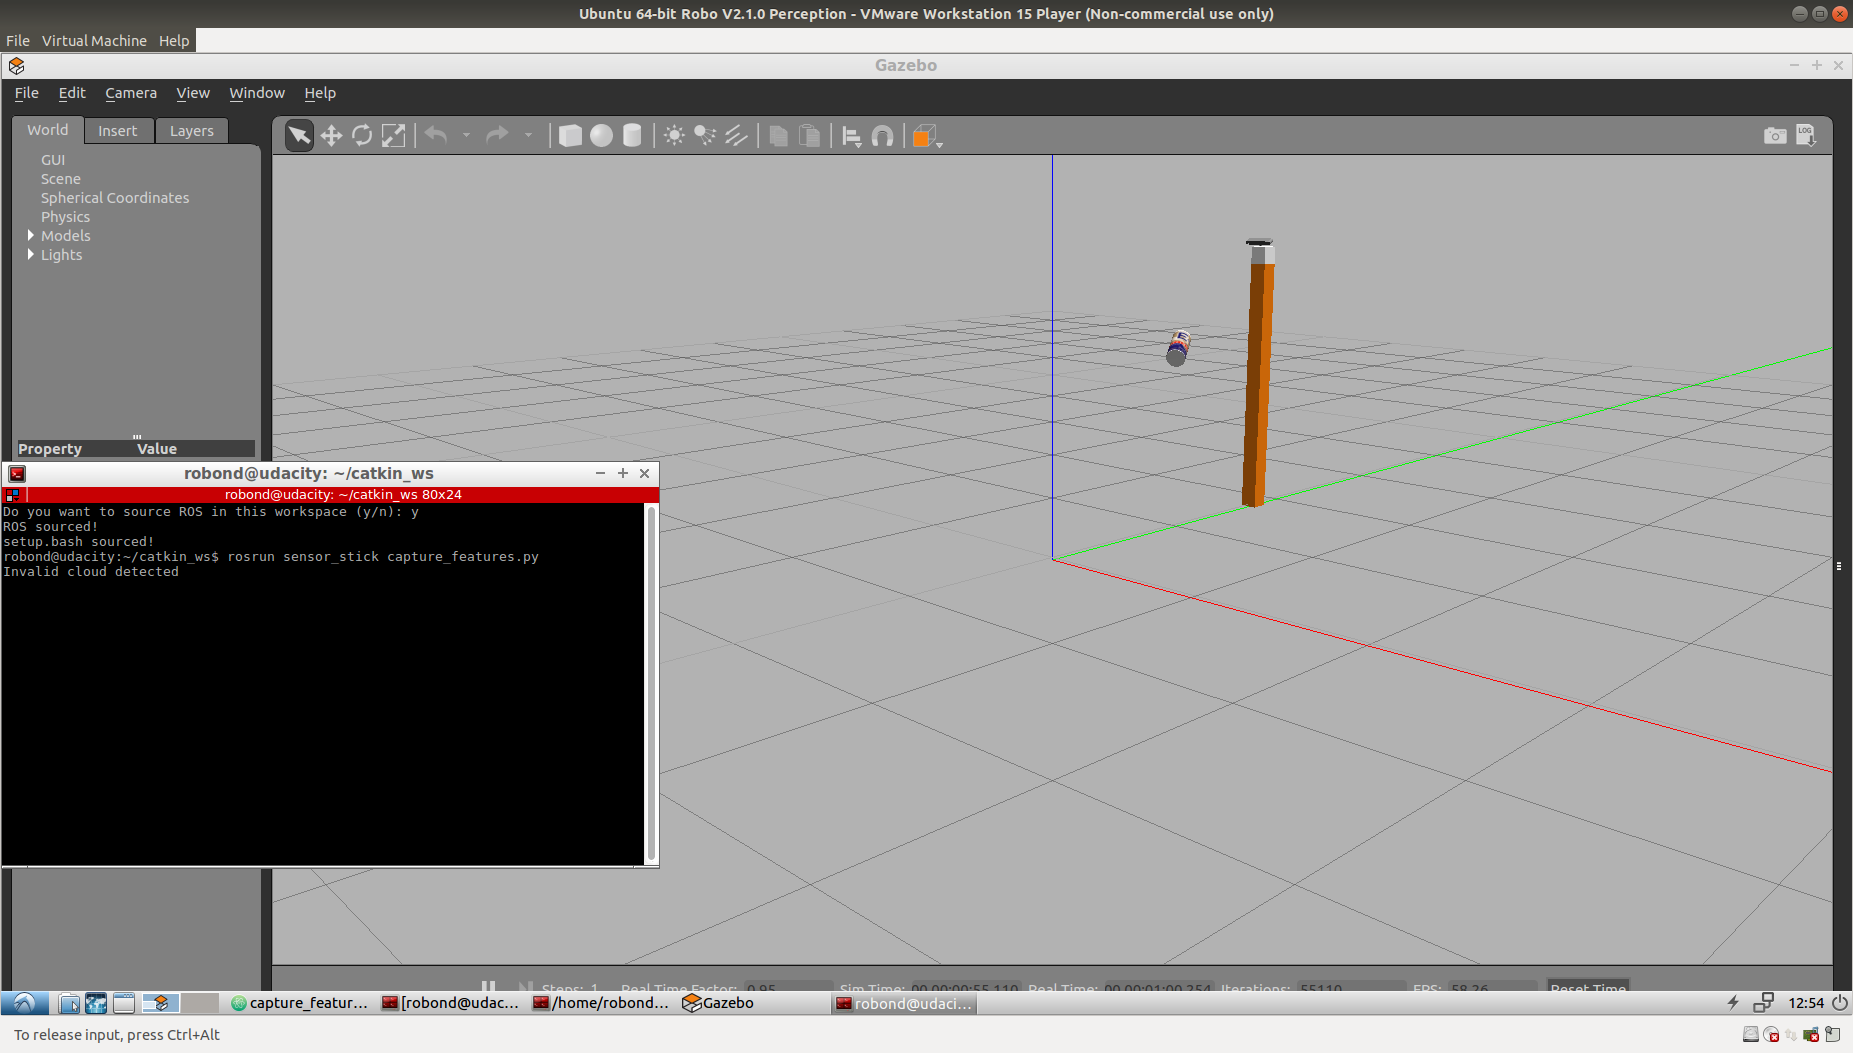 Ubuntu 64-bit Robo V2.1.0 Perception - VMware Workstation 15 Player (Non-commercial use only)
File Virtual Machine Help
Gazebo
File Edit Camera View Window Help
World Insert Layers
LOG
GUI
Scene
Spherical Coordinates
Physics
Models
Lights
Property Value
robond@udacity: ~/catkin_ws
robond@udacity: ~/catkin_ws 80x24
Do you want to source ROS in this workspace (y/n): y
ROS sourced!
setup.bash sourced!
robond@udacity:~/catkin_ws$ rosrun sensor_stick capture_features.py
Invalid cloud detected
Steps: 1 Real Time Factor: 0.95 Sim Time: 00 00:00:55.110 Real Time: 00 00:01:00.254 Iterations: 55110 FPS: 58.26 Reset Time
capture_featur... [robond@udac... /home/robond... Gazebo robond@udaci... 12:54
To release input, press Ctrl+Alt